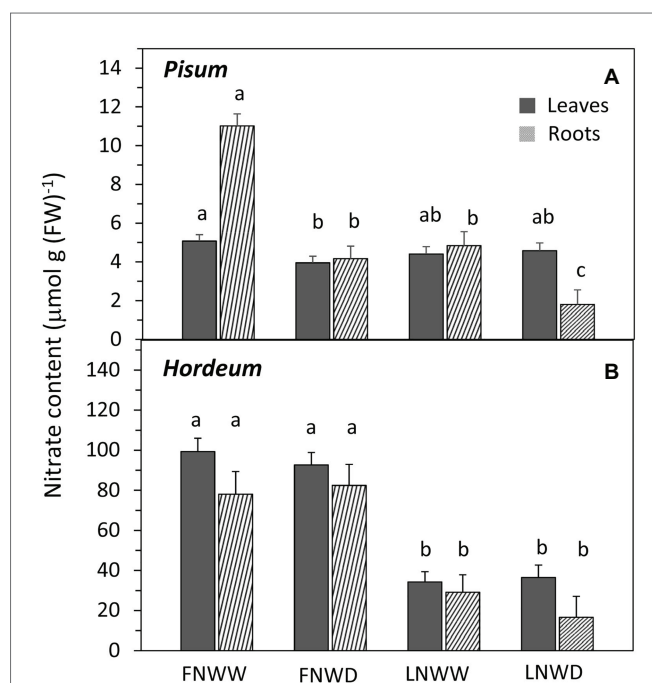 Pisum
A
Leaves
Roots
Nitrate content (μmol g (FW)-1)
14
12
10
8
6
4
2
0
a
a
b
b
ab
b
ab
c
Hordeum
B
140
120
100
80
60
40
20
0
a
a
a
a
b
b
b
b
FNWW
FNWD
LNWW
LNWD